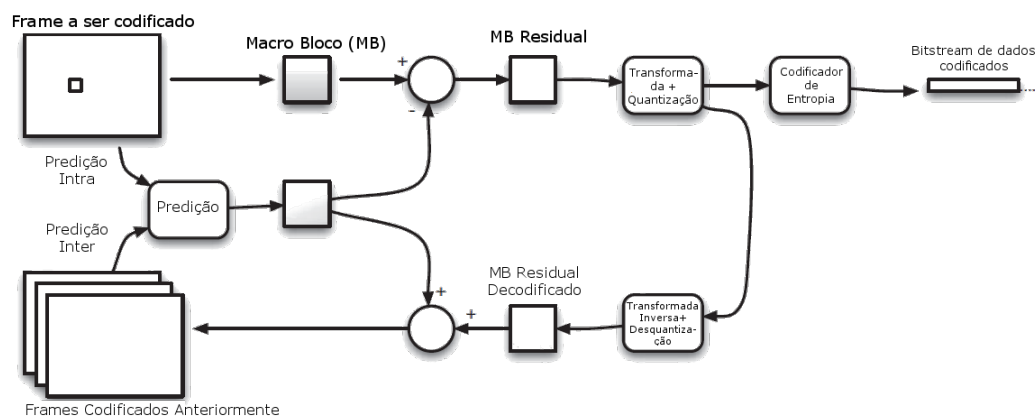 Frame a ser codificado
Macro Bloco (MB)
MB Residual
Bitstream de dados
codificados
+
-
Transforma-
da +
Quantização
Codificador
de
Entropia
....
Predição
Intra
Predição
Predição
Inter
MB Residual
Decodificado
+
+
Transformada
Inversa+
Desquantiza-
ção
Frames Codificados Anteriormente